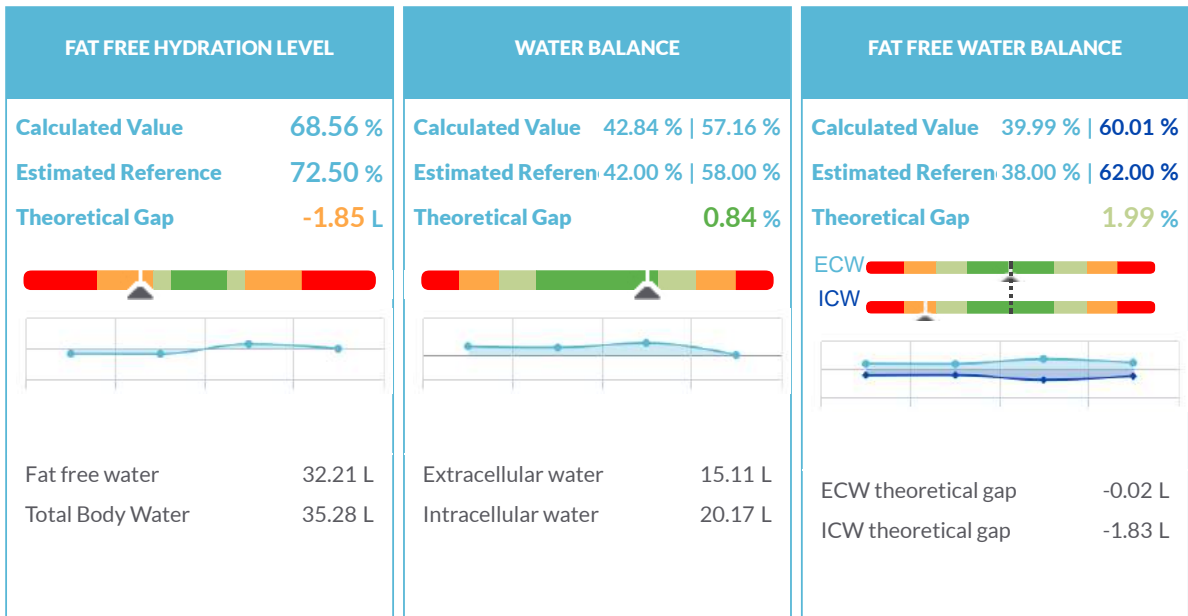 FAT FREE HYDRATION LEVEL
Calculated Value 68.56 %
Estimated Reference 72.50 %
Theoretical Gap -1.85 L
Fat free water 32.21 L
Total Body Water 35.28 L
WATER BALANCE
Calculated Value 42.84 % | 57.16 %
Estimated Referen 42.00 % | 58.00 %
Theoretical Gap 0.84 %
Extracellular water 15.11 L
Intracellular water 20.17 L
FAT FREE WATER BALANCE
Calculated Value 39.99 % | 60.01 %
Estimated Referen 38.00 % | 62.00 %
Theoretical Gap 1.99 %
ECW
ICW
ECW theoretical gap -0.02 L
ICW theoretical gap -1.83 L